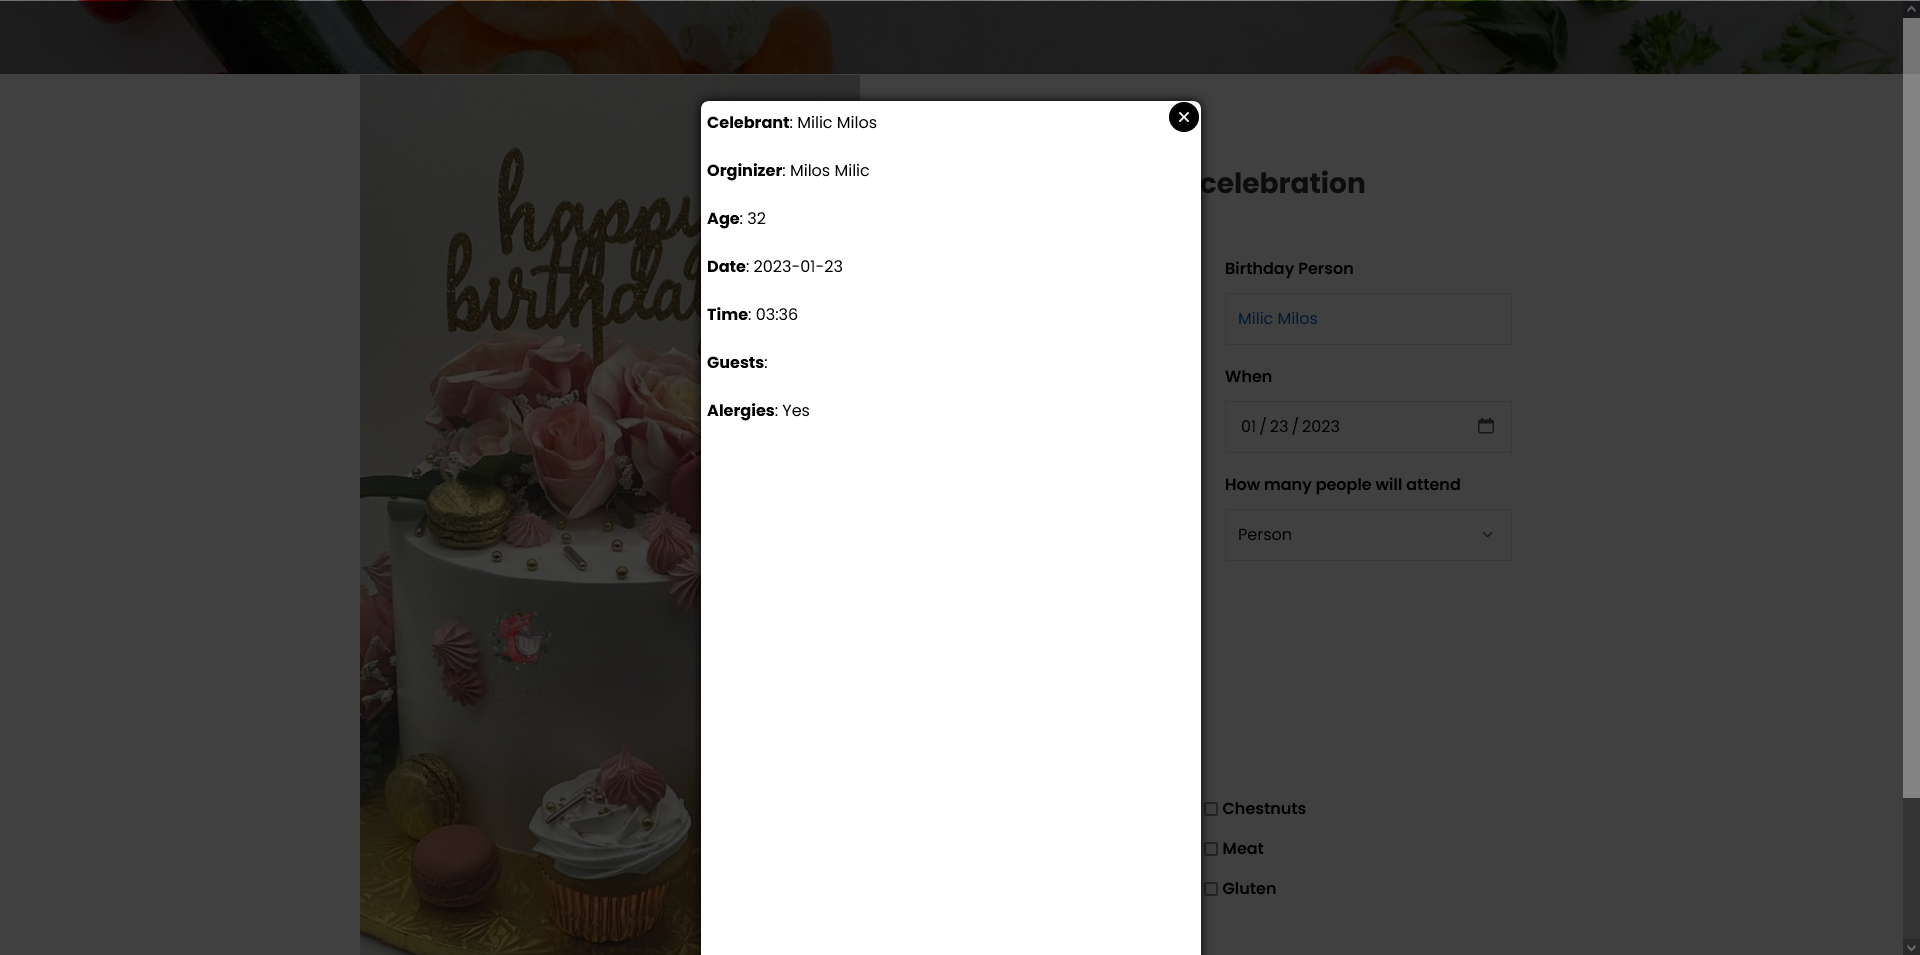 happy
birthda
Celebrant: Milic Milos
Orginizer: Milos Milic
Age: 32
Date: 2023-01-23
Time: 03:36
Guests:
Alergies: Yes
celebration
Birthday Person
Milic Milos
When
01 / 23 / 2023
How many people will attend
Person
Chestnuts
Meat
Gluten